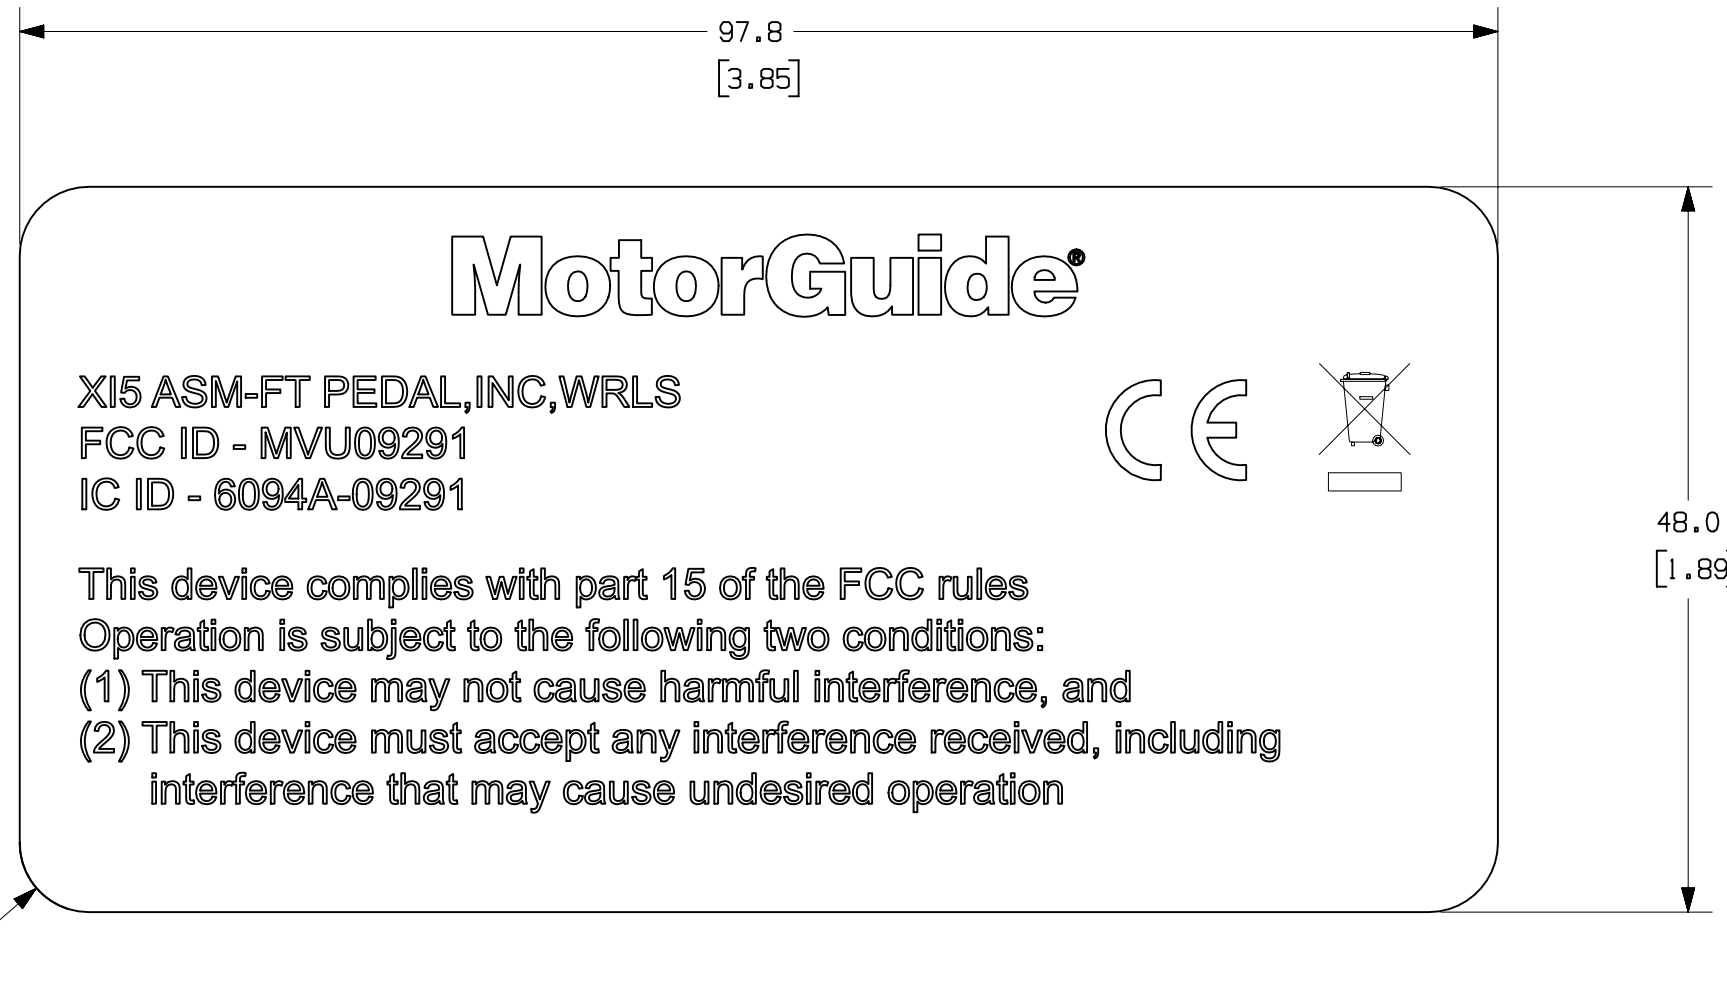 97.8
[3.85]
MotorGuide®
XI5 ASM-FT PEDAL,INC,WRLS
FCC ID - MVU09291
IC ID - 6094A-09291
CE
48.0
[1.89]
This device complies with part 15 of the FCC rules
Operation is subject to the following two conditions:
(1) This device may not cause harmful interference, and
(2) This device must accept any interference received, including
interference that may cause undesired operation